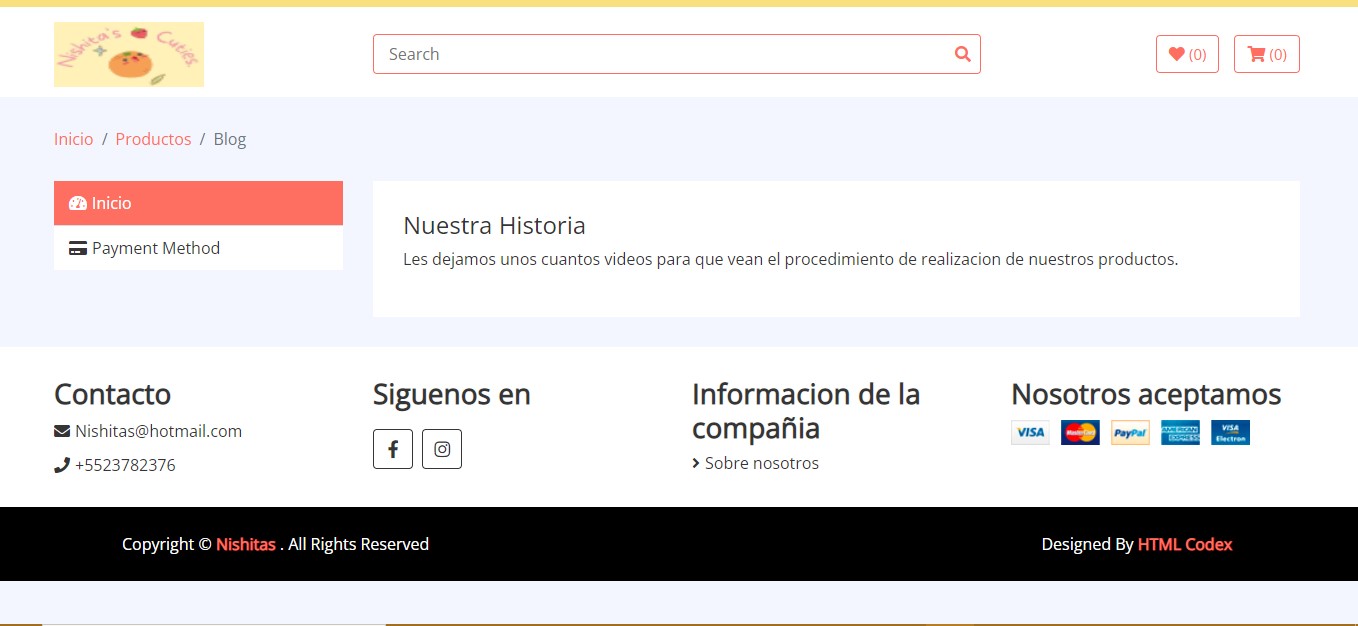 Nishita's Cuties
Search
(0)
(0)
Inicio / Productos / Blog
Inicio
Payment Method
Nuestra Historia
Les dejamos unos cuantos videos para que vean el procedimiento de realizacion de nuestros productos.
Contacto
Nishitas@hotmail.com
+5523782376
Siguenos en
Informacion de la
compañia
Sobre nosotros
Nosotros aceptamos
VISA MasterCard PayPal AMERICAN EXPRESS VISA Electron
Copyright © Nishitas . All Rights Reserved
Designed By HTML Codex